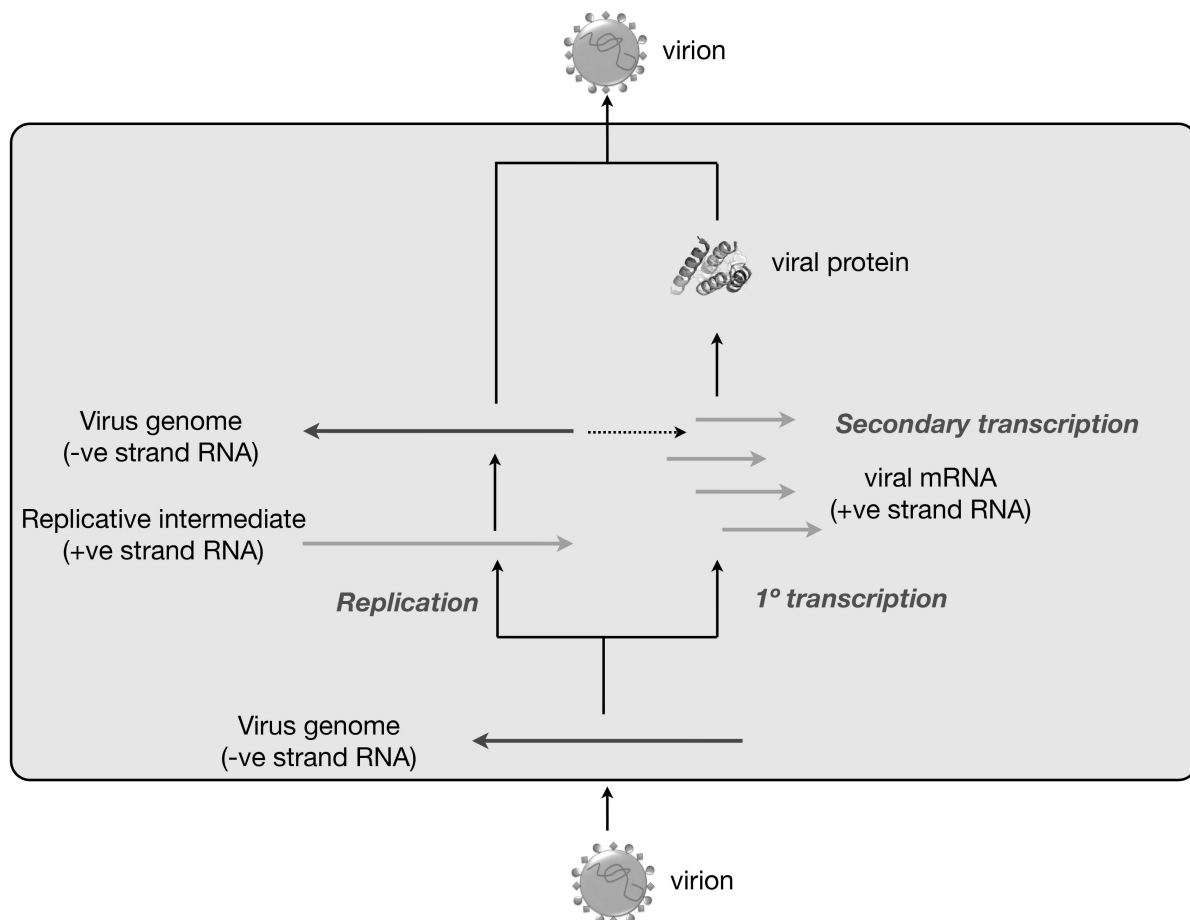 virion
viral protein
Virus genome
(-ve strand RNA)
Secondary transcription
viral mRNA
(+ve strand RNA)
Replicative intermediate
(+ve strand RNA)
Replication
1º transcription
Virus genome
(-ve strand RNA)
virion